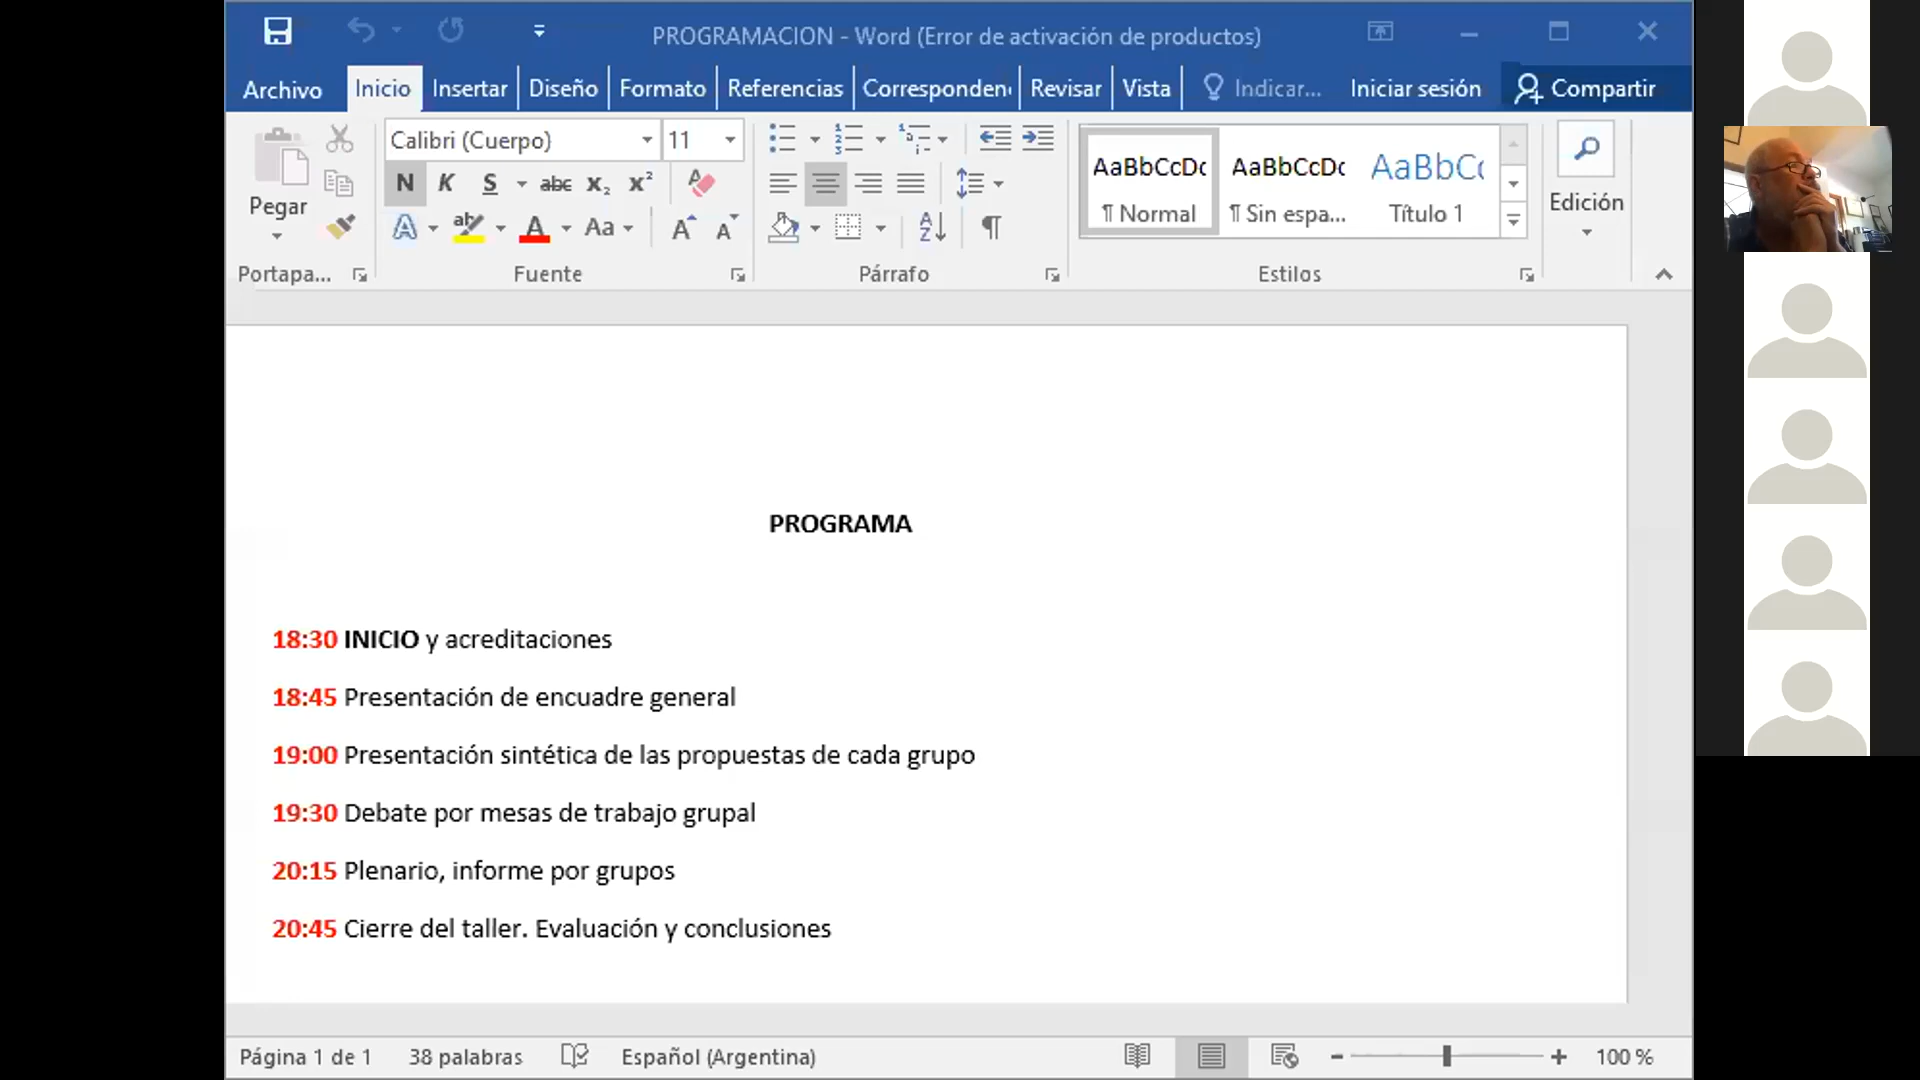 PROGRAMACION - Word (Error de activación de productos)
Archivo Inicio Insertar Diseño Formato Referencias Corresponden Revisar Vista Indicar... Iniciar sesión Compartir
Pegar
Calibri (Cuerpo) 11
N K S abc x₂ x²
A aby A Aa A A
AaBbCcDc AaBbCcDc AaBbCc
¶ Normal ¶ Sin espa... Título 1
Edición
Portapa... Fuente Párrafo Estilos
PROGRAMA
18:30 INICIO y acreditaciones
18:45 Presentación de encuadre general
19:00 Presentación sintética de las propuestas de cada grupo
19:30 Debate por mesas de trabajo grupal
20:15 Plenario, informe por grupos
20:45 Cierre del taller. Evaluación y conclusiones
Página 1 de 1 38 palabras Español (Argentina) 100 %